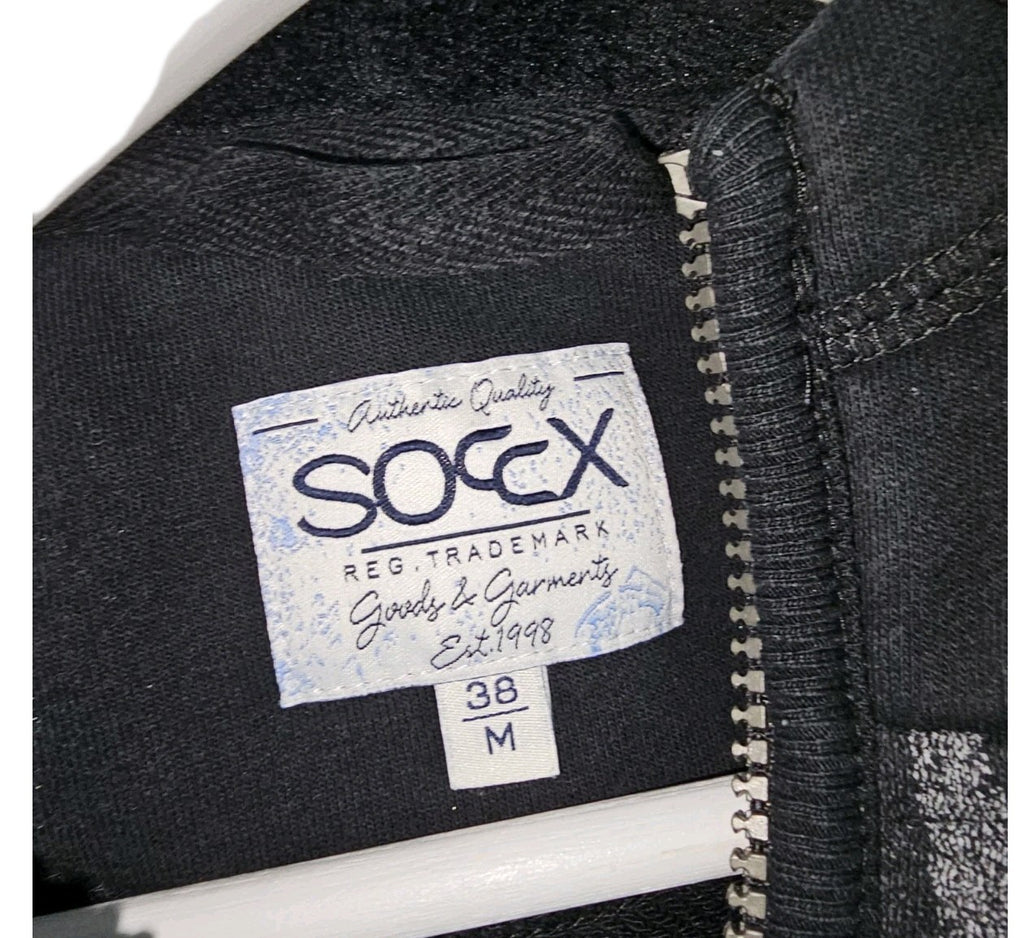 Authentic Quality
SOCCX
REG. TRADEMARK
Goods & Garments
Est. 1998
38
M